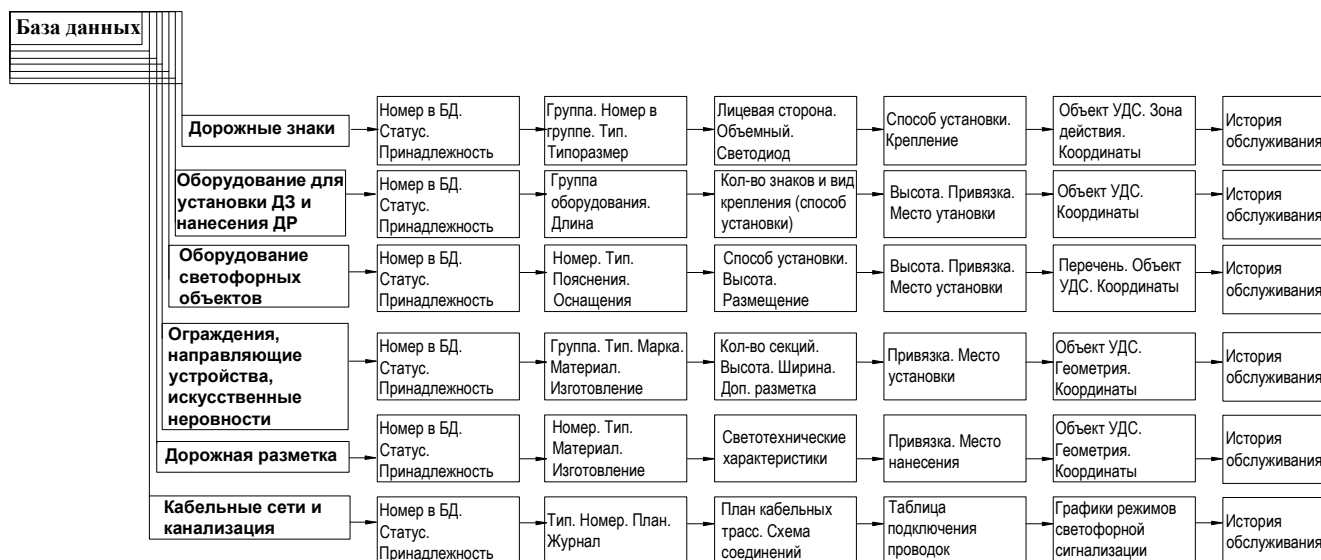 База данных
Дорожные знаки
Номер в БД.
Статус.
Принадлежность
Группа. Номер в
группе. Тип.
Типоразмер
Лицевая сторона.
Объемный.
Светодиод
Способ установки.
Крепление
Объект УДС. Зона
действия.
Координаты
История
обслуживания
Оборудование для
установки ДЗ и
нанесения ДР
Номер в БД.
Статус.
Принадлежность
Группа
оборудования.
Длина
Кол-во знаков и вид
крепления (способ
установки)
Высота. Привязка.
Место утановки
Объект УДС.
Координаты
История
обслуживания
Оборудование
светофорных
объектов
Номер в БД.
Статус.
Принадлежность
Номер. Тип.
Пояснения.
Оснащения
Способ установки.
Высота.
Размещение
Высота. Привязка.
Место установки
Перечень. Объект
УДС. Координаты
История
обслуживания
Ограждения,
направляющие
устройства,
искусственные
неровности
Номер в БД.
Статус.
Принадлежность
Группа. Тип. Марка.
Материал.
Изготовление
Кол-во секций.
Высота. Ширина.
Доп. разметка
Привязка. Место
установки
Объект УДС.
Геометрия.
Координаты
История
обслуживания
Дорожная разметка
Номер в БД.
Статус.
Принадлежность
Номер. Тип.
Материал.
Изготовление
Светотехнические
характеристики
Привязка. Место
нанесения
Объект УДС.
Геометрия.
Координаты
История
обслуживания
Кабельные сети и
канализация
Номер в БД.
Статус.
Принадлежность
Тип. Номер. План.
Журнал
План кабельных
трасс. Схема
соединений
Таблица
подключения
проводок
Графики режимов
светофорной
сигнализации
История
обслуживания